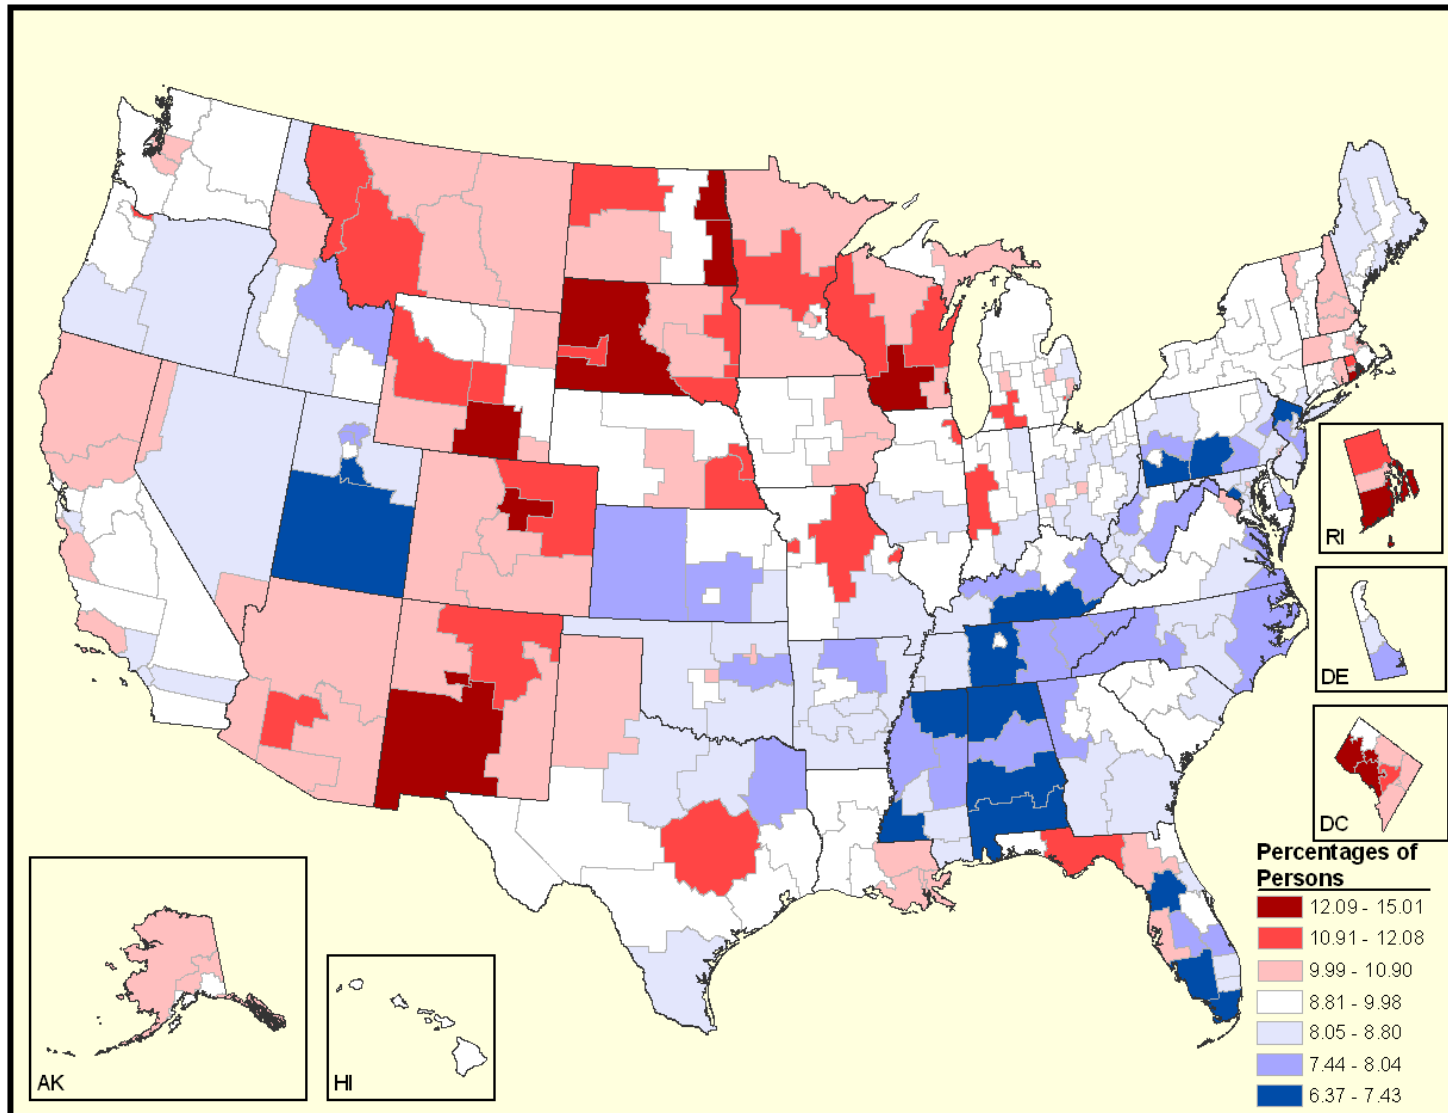 RI
DE
DC
AK
HI
Percentages of
Persons
12.09 - 15.01
10.91 - 12.08
9.99 - 10.90
8.81 - 9.98
8.05 - 8.80
7.44 - 8.04
6.37 - 7.43